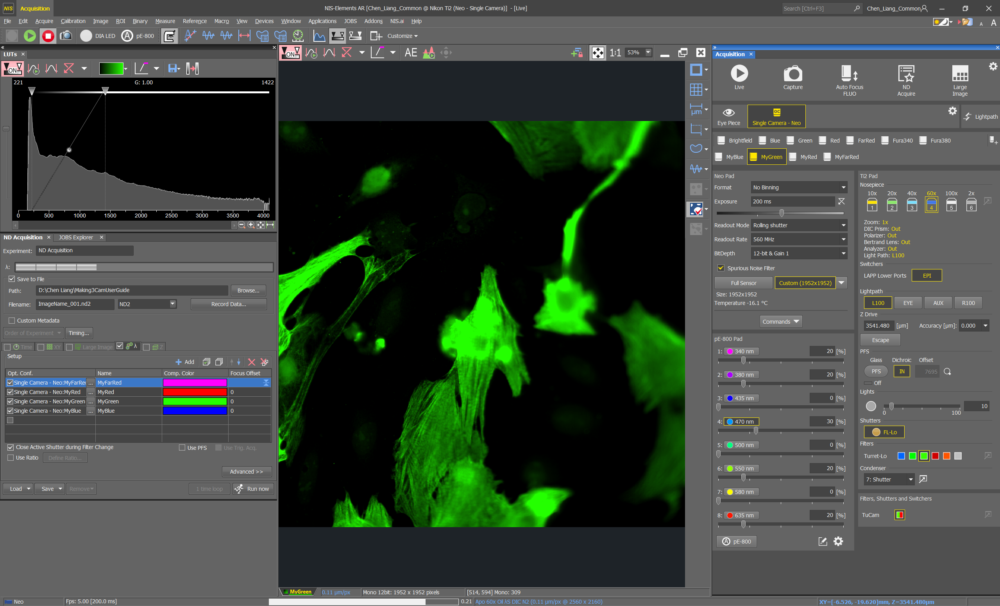 NIS Acquisition NIS-Elements AR [Chen_Liang_Common @ Nikon Ti2 (Neo - Single Camera)] - [Live] Search [Ctrl+F3] Chen_Liang_Common
File Edit Acquire Calibration Image ROI Binary Measure Reference Macro View Devices Window Applications JOBS Addons NIS.ai Help
A A
DIA LED A pE-800 Customize
LUTs
ON
221 G: 1.00 1422
0 500 1000 1500 2000 2500 3000 3500 4000
ND Acquisition JOBS Explorer
Experiment: ND Acquisition
λ:
Save to File
Path: D:\Chen Liang\Making3CamUserGuide Browse...
Filename: ImageName_001.nd2 ND2 Record Data...
Custom Metadata
Order of Experiment Timing...
Time XY Large Image λ Z
Setup
Add
Opt. Conf. Name Comp. Color Focus Offset
Single Camera - Neo:MyFarRed ... MyFarRed
Single Camera - Neo:MyRed ... MyRed 0
Single Camera - Neo:MyGreen ... MyGreen 0
Single Camera - Neo:MyBlue ... MyBlue 0
Close Active Shutter during Filter Change Use PFS Use Trig. Acq.
Use Ratio Define Ratio...
Advanced >>
Load Save Remove 1 time loop Run now
ON AE 1:1 53%
µm
MyGreen 0.11 µm/px Mono 12bit: 1952 x 1952 pixels [514, 594] Mono: 309
Acquisition
Live Capture Auto Focus FLUO ND Acquire Large Image
Eye Piece OC Single Camera - Neo Lightpath
Brightfield Blue Green Red FarRed Fura340 Fura380
MyBlue MyGreen MyRed MyFarRed
Neo Pad
Format No Binning
Exposure 200 ms
Readout Mode Rolling shutter
Readout Rate 560 MHz
BitDepth 12-bit & Gain 1
Spurious Noise Filter
Full Sensor Custom (1952x1952)
Size: 1952x1952
Temperature -16.1 °C
Commands
pE-800 Pad
1: 340 nm 20 [%]
2: 380 nm 20 [%]
3: 435 nm 0 [%]
4: 470 nm 30 [%]
5: 500 nm 0 [%]
6: 550 nm 20 [%]
7: 580 nm 0 [%]
8: 635 nm 20 [%]
A pE-800
Ti2 Pad
Nosepiece
10x 20x 40x 60x 100x 2x
1 2 3 4 5 6
Zoom: 1x
DIC Prism: Out
Polarizer: Out
Bertrand Lens: Out
Analyzer: Out
Light Path: L100
Switchers
LAPP Lower Ports EPI
Lightpath
L100 EYE AUX R100
Z Drive
3541.480 [µm] Accuracy [µm]: 0.000
Escape
PFS
Glass Dichroic Offset
PFS IN 7695
Off
Lights
10
0 100
Shutters
FL-Lo
Filters
Turret-Lo
Condenser
7: Shutter
Filters, Shutters and Switchers
TuCam
Neo Fps: 5.00 [200.0 ms] 0.21 Apo 60x Oil λS DIC N2 (0.11 µm/px @ 2560 x 2160) XY=[-6.526, -19.620]mm, Z=3541.480µm